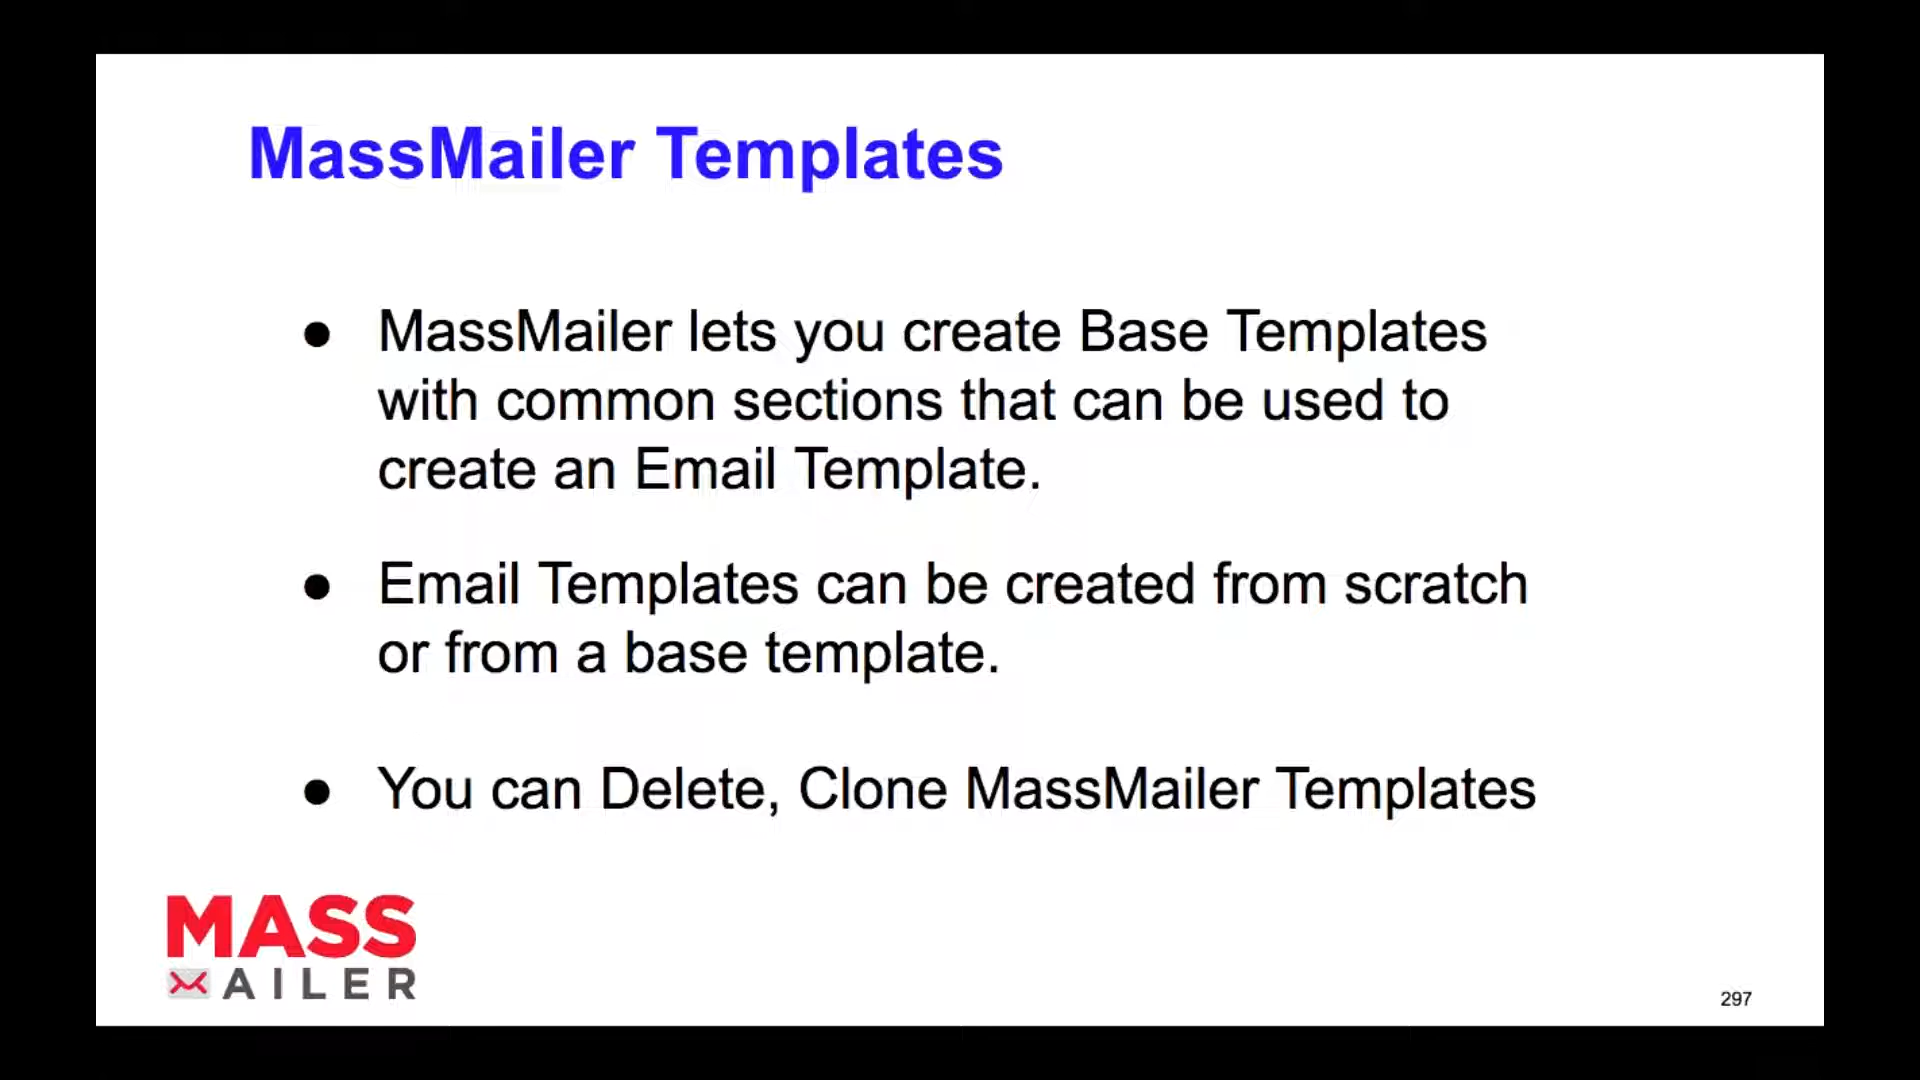 MassMailer Templates
● MassMailer lets you create Base Templates
with common sections that can be used to
create an Email Template.
● Email Templates can be created from scratch
or from a base template.
● You can Delete, Clone MassMailer Templates
MASS
AILER
297